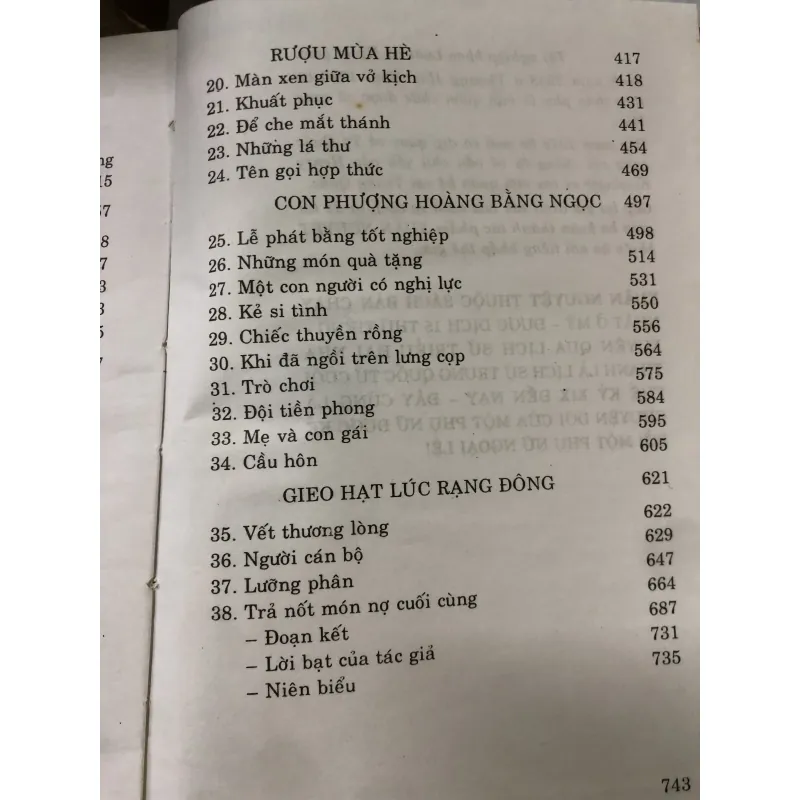 RƯỢU MÙA HÈ 417
20. Màn xen giữa vở kịch 418
21. Khuất phục 431
22. Để che mắt thánh 441
23. Những lá thư 454
24. Tên gọi hợp thức 469
CON PHƯỢNG HOÀNG BẰNG NGỌC 497
25. Lễ phát bằng tốt nghiệp 498
26. Những món quà tặng 514
27. Một con người có nghị lực 531
28. Kẻ si tình 550
29. Chiếc thuyền rồng 556
30. Khi đã ngồi trên lưng cọp 564
31. Trò chơi 575
32. Đội tiền phong 584
33. Mẹ và con gái 595
34. Cầu hôn 605
GIEO HẠT LÚC RẠNG ĐÔNG 621
35. Vết thương lòng 622
36. Người cán bộ 629
37. Lưỡng phân 647
38. Trả nốt món nợ cuối cùng 664
– Đoạn kết 687
– Lời bạt của tác giả 731
– Niên biểu 735
743